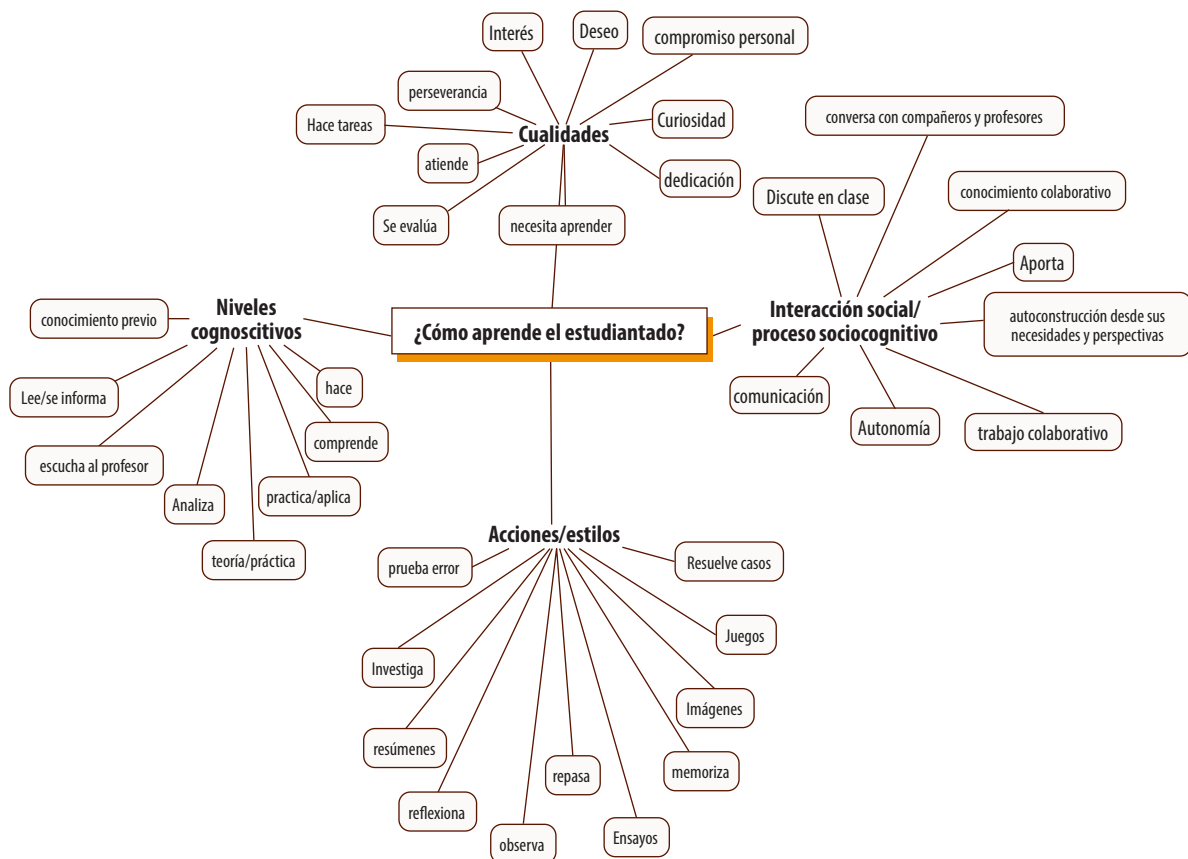 Interés
Deseo
compromiso personal
perseverancia
Hace tareas
Cualidades
Curiosidad
atiende
dedicación
Se evalúa
necesita aprender
conversa con compañeros y profesores
Discute en clase
conocimiento colaborativo
Aporta
Interacción social/
proceso sociocognitivo
autoconstrucción desde sus
necesidades y perspectivas
comunicación
Autonomía
trabajo colaborativo
¿Cómo aprende el estudiantado?
Niveles
cognoscitivos
conocimiento previo
Lee/se informa
hace
comprende
escucha al profesor
Analiza
practica/aplica
teoría/práctica
Acciones/estilos
prueba error
Resuelve casos
Investiga
Juegos
Imágenes
resúmenes
memoriza
repasa
reflexiona
observa
Ensayos